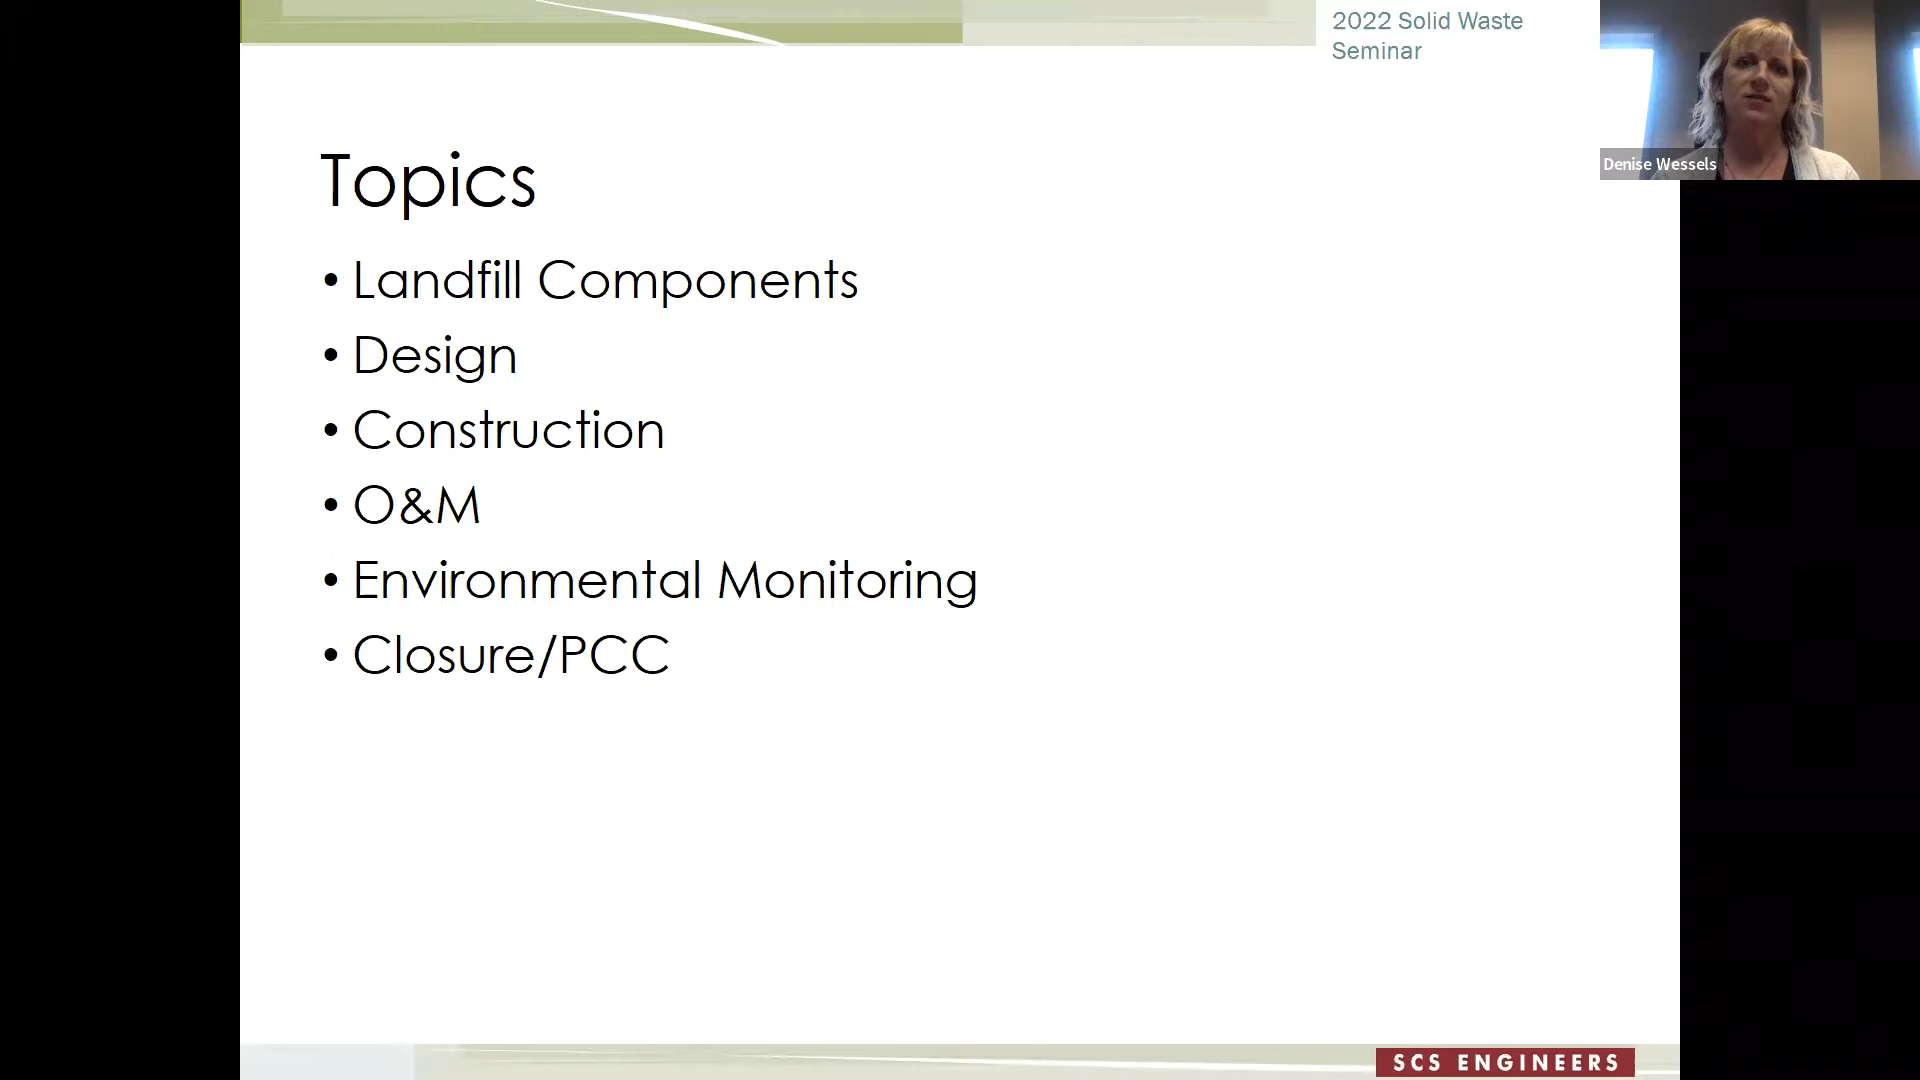 2022 Solid Waste
Seminar
Denise Wessels
Topics
• Landfill Components
• Design
• Construction
• O&M
• Environmental Monitoring
• Closure/PCC
SCS ENGINEERS